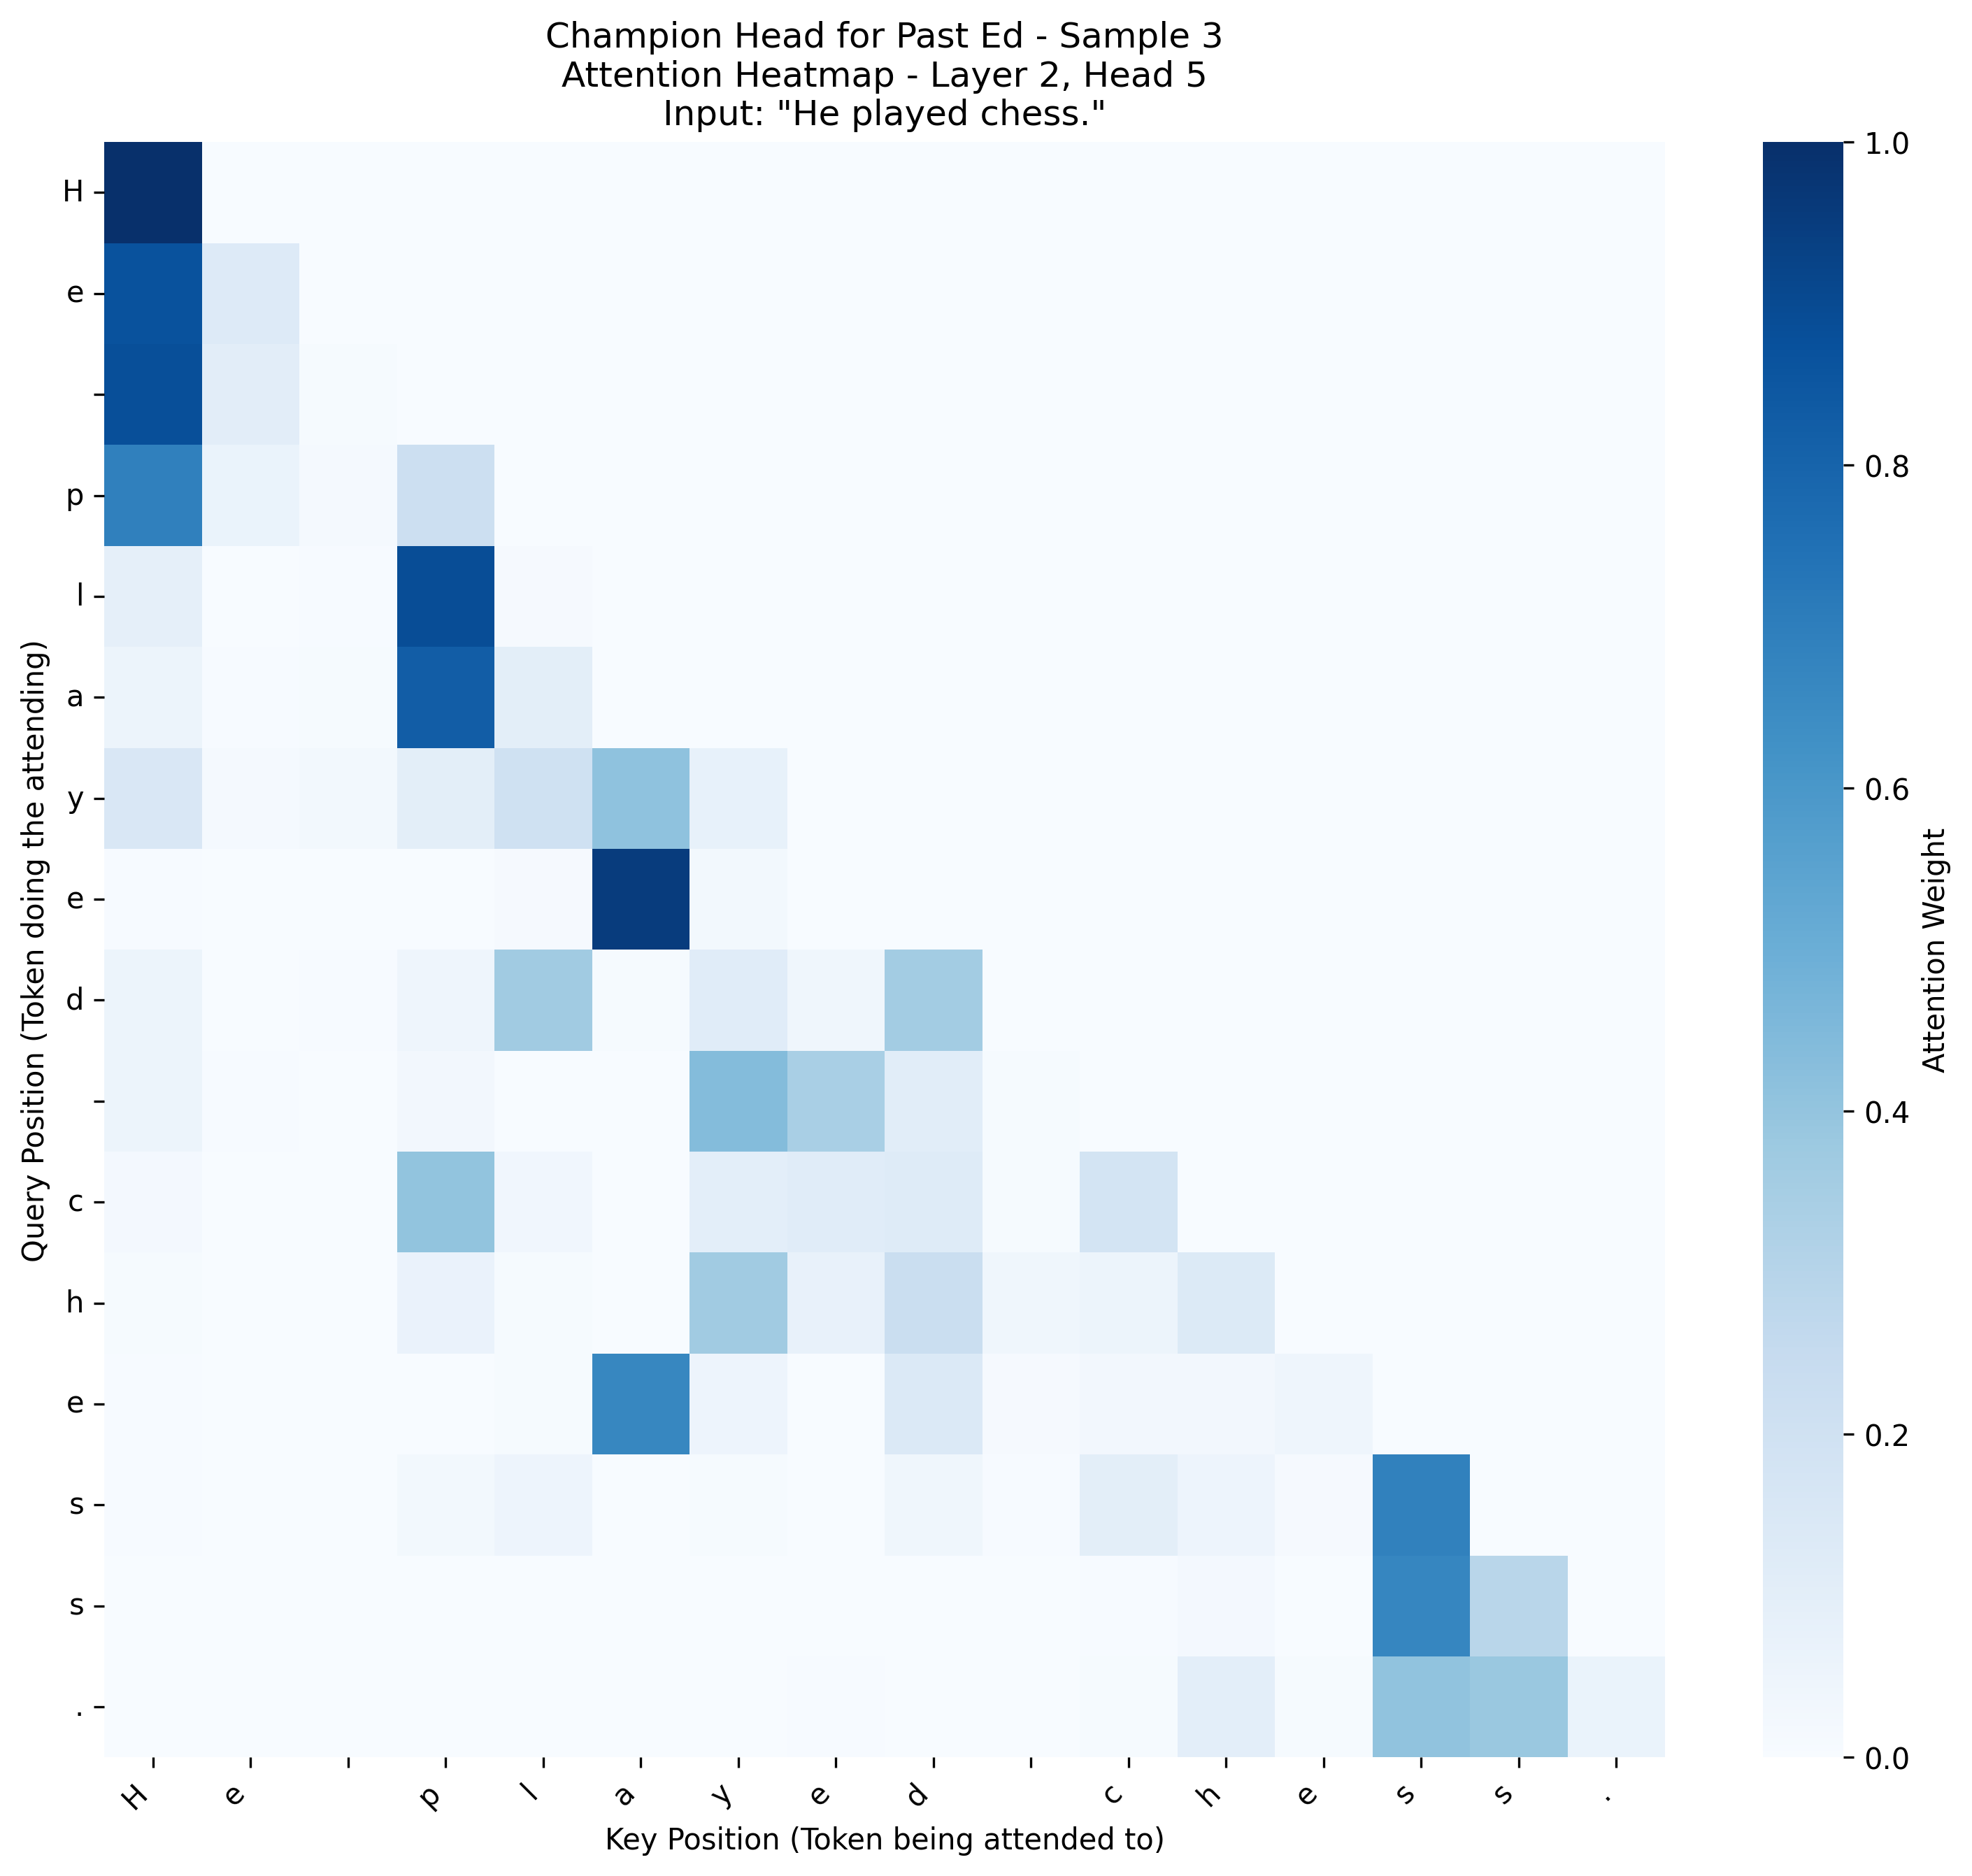 Champion Head for Past Ed - Sample 3
Attention Heatmap - Layer 2, Head 5
Input: "He played chess."
Query Position (Token doing the attending)
H
e
p
l
a
y
e
d
c
h
e
s
s
.
H e p l a y e d c h e s s .
Key Position (Token being attended to)
1.0
0.8
0.6
0.4
0.2
0.0
Attention Weight